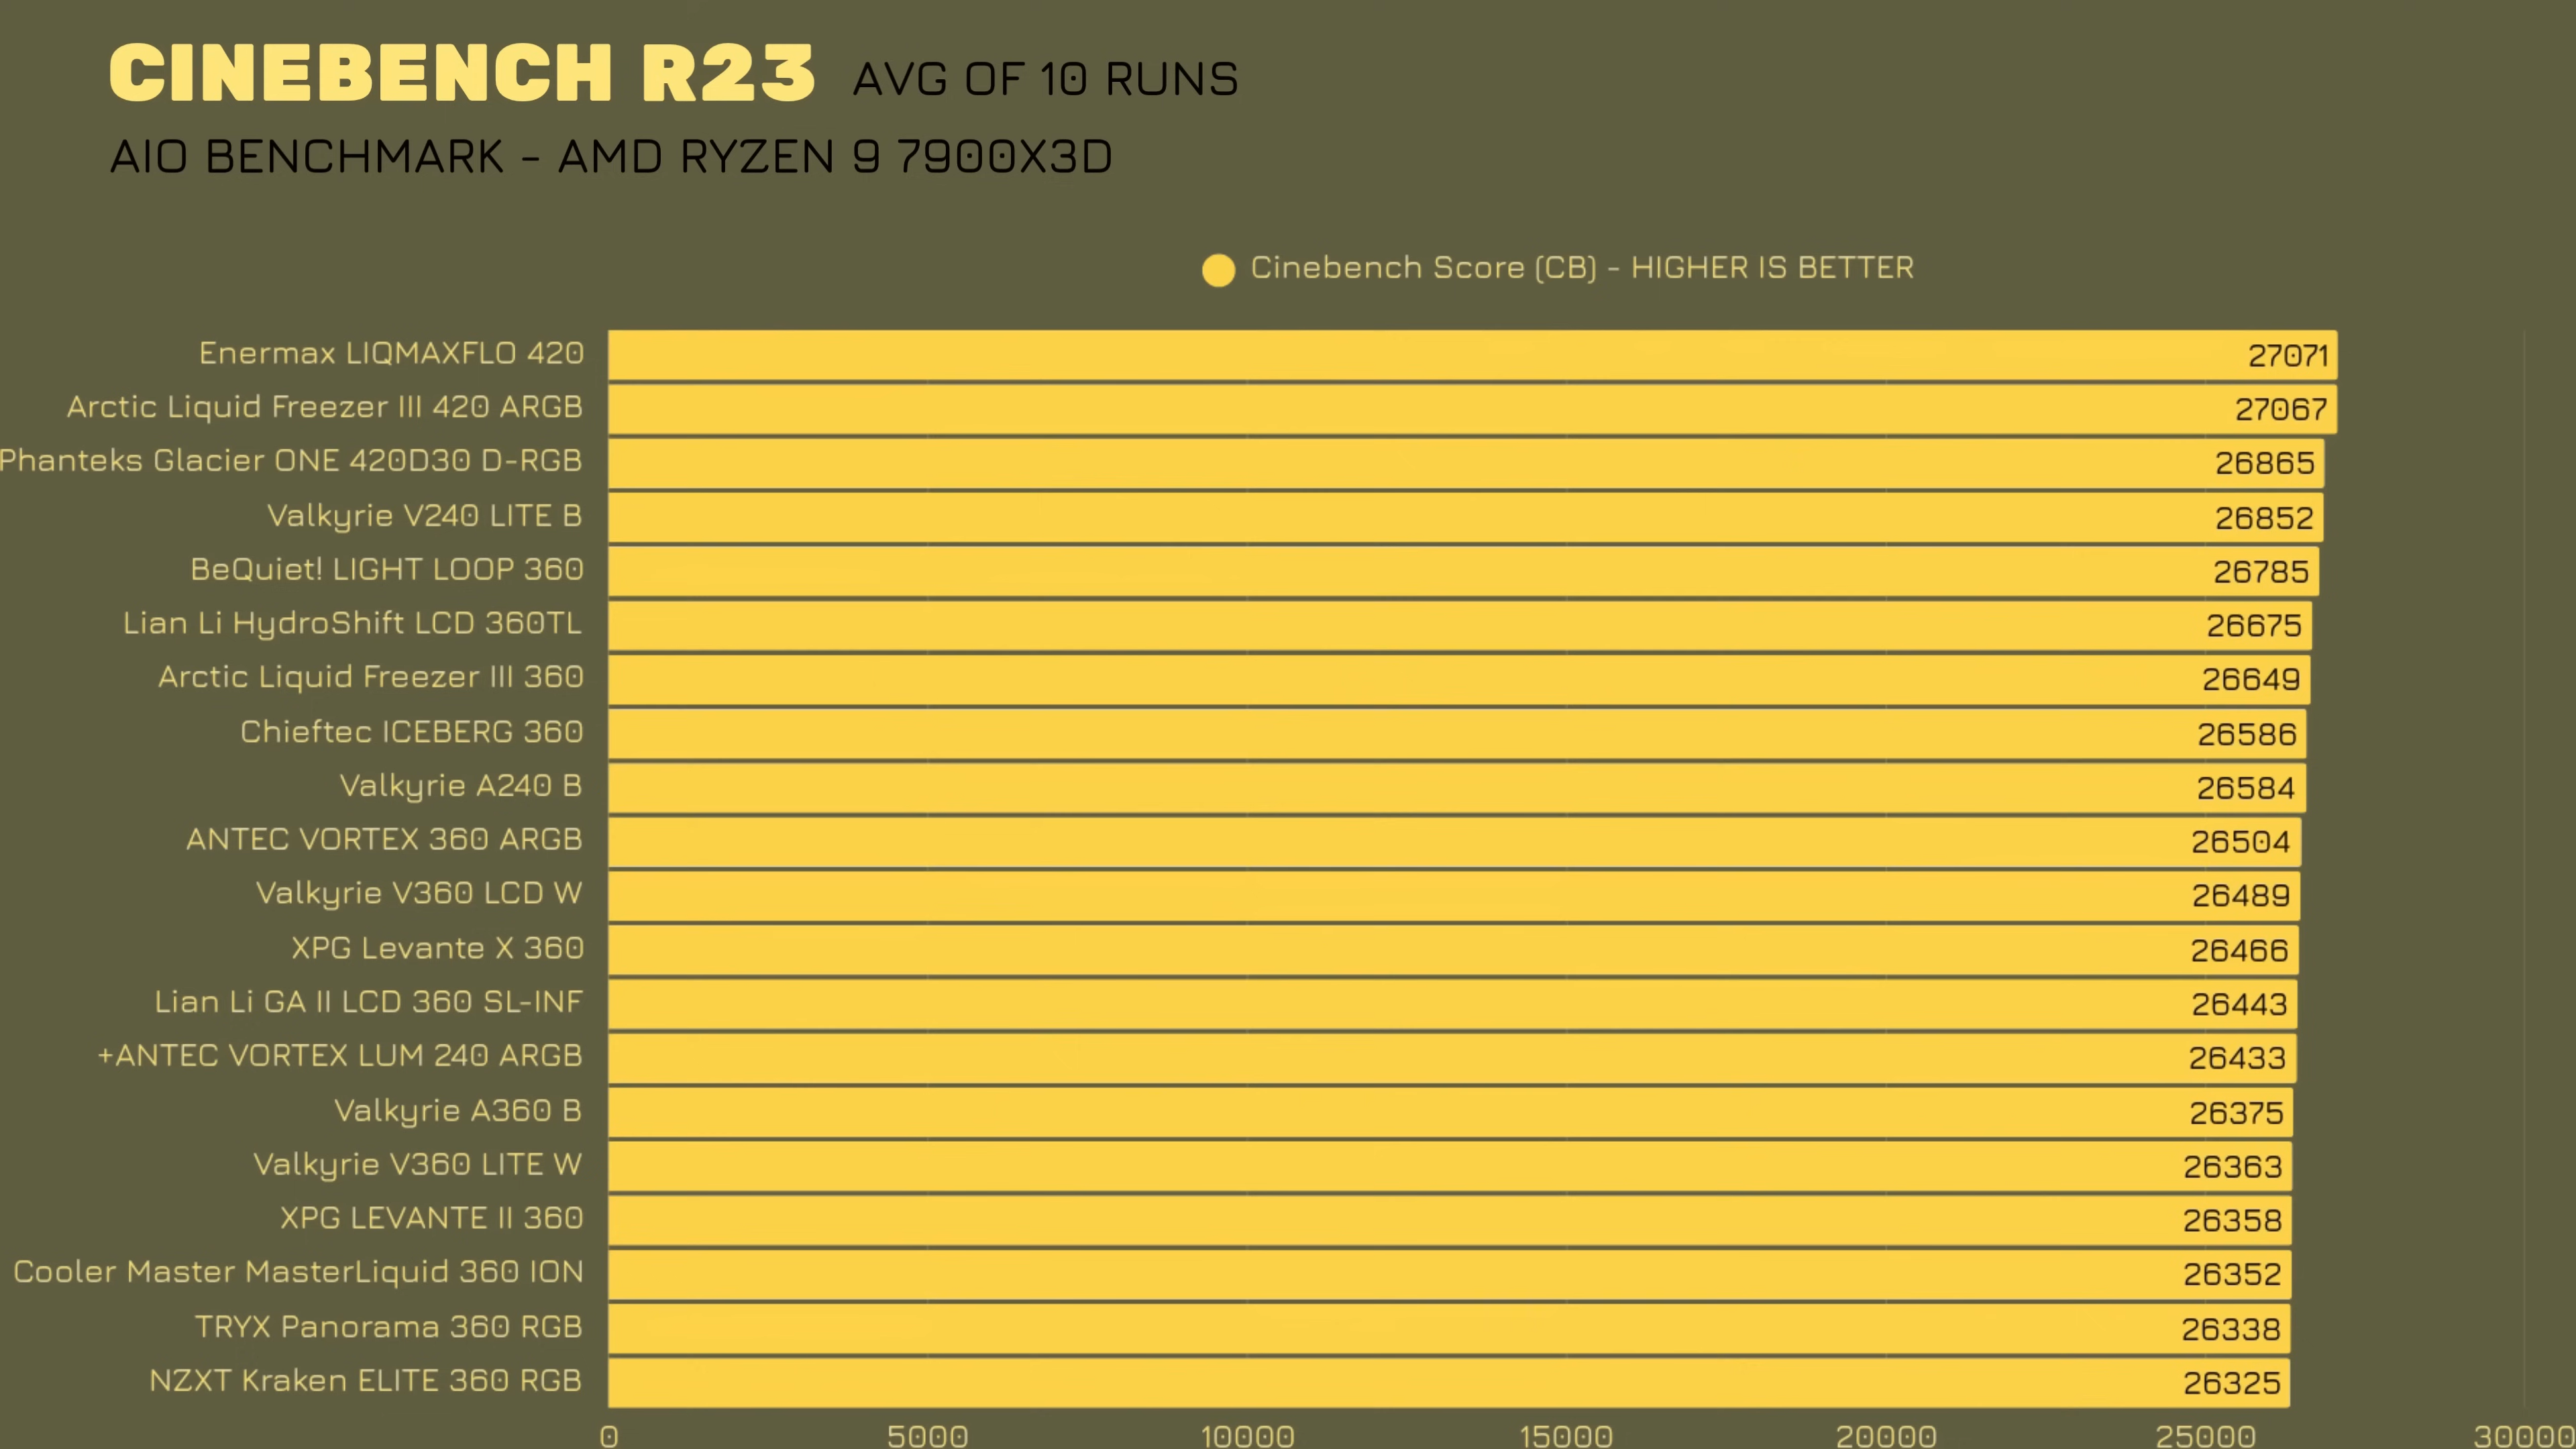 CINEBENCH R23 AVG OF 10 RUNS
AIO BENCHMARK - AMD RYZEN 9 7900X3D
Cinebench Score (CB) - HIGHER IS BETTER
Enermax LIQMAXFLO 420 27071
Arctic Liquid Freezer III 420 ARGB 27067
Phanteks Glacier ONE 420D30 D-RGB 26865
Valkyrie V240 LITE B 26852
BeQuiet! LIGHT LOOP 360 26785
Lian Li HydroShift LCD 360TL 26675
Arctic Liquid Freezer III 360 26649
Chieftec ICEBERG 360 26586
Valkyrie A240 B 26584
ANTEC VORTEX 360 ARGB 26504
Valkyrie V360 LCD W 26489
XPG Levante X 360 26466
Lian Li GA II LCD 360 SL-INF 26443
+ANTEC VORTEX LUM 240 ARGB 26433
Valkyrie A360 B 26375
Valkyrie V360 LITE W 26363
XPG LEVANTE II 360 26358
Cooler Master MasterLiquid 360 ION 26352
TRYX Panorama 360 RGB 26338
NZXT Kraken ELITE 360 RGB 26325
0 5000 10000 15000 20000 25000 30000